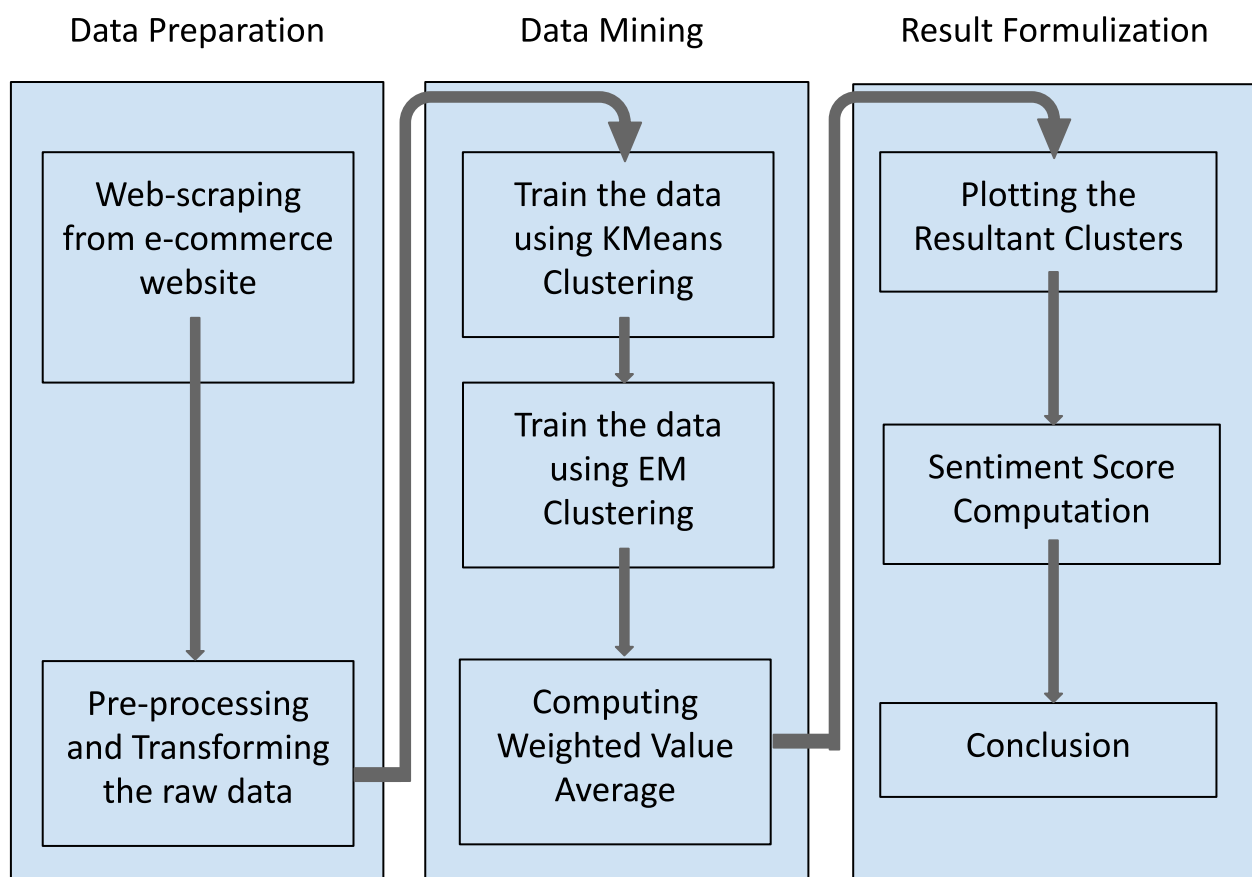 Data Preparation
Web-scraping
from e-commerce
website
Pre-processing
and Transforming
the raw data
Data Mining
Train the data
using KMeans
Clustering
Train the data
using EM
Clustering
Computing
Weighted Value
Average
Result Formulization
Plotting the
Resultant Clusters
Sentiment Score
Computation
Conclusion